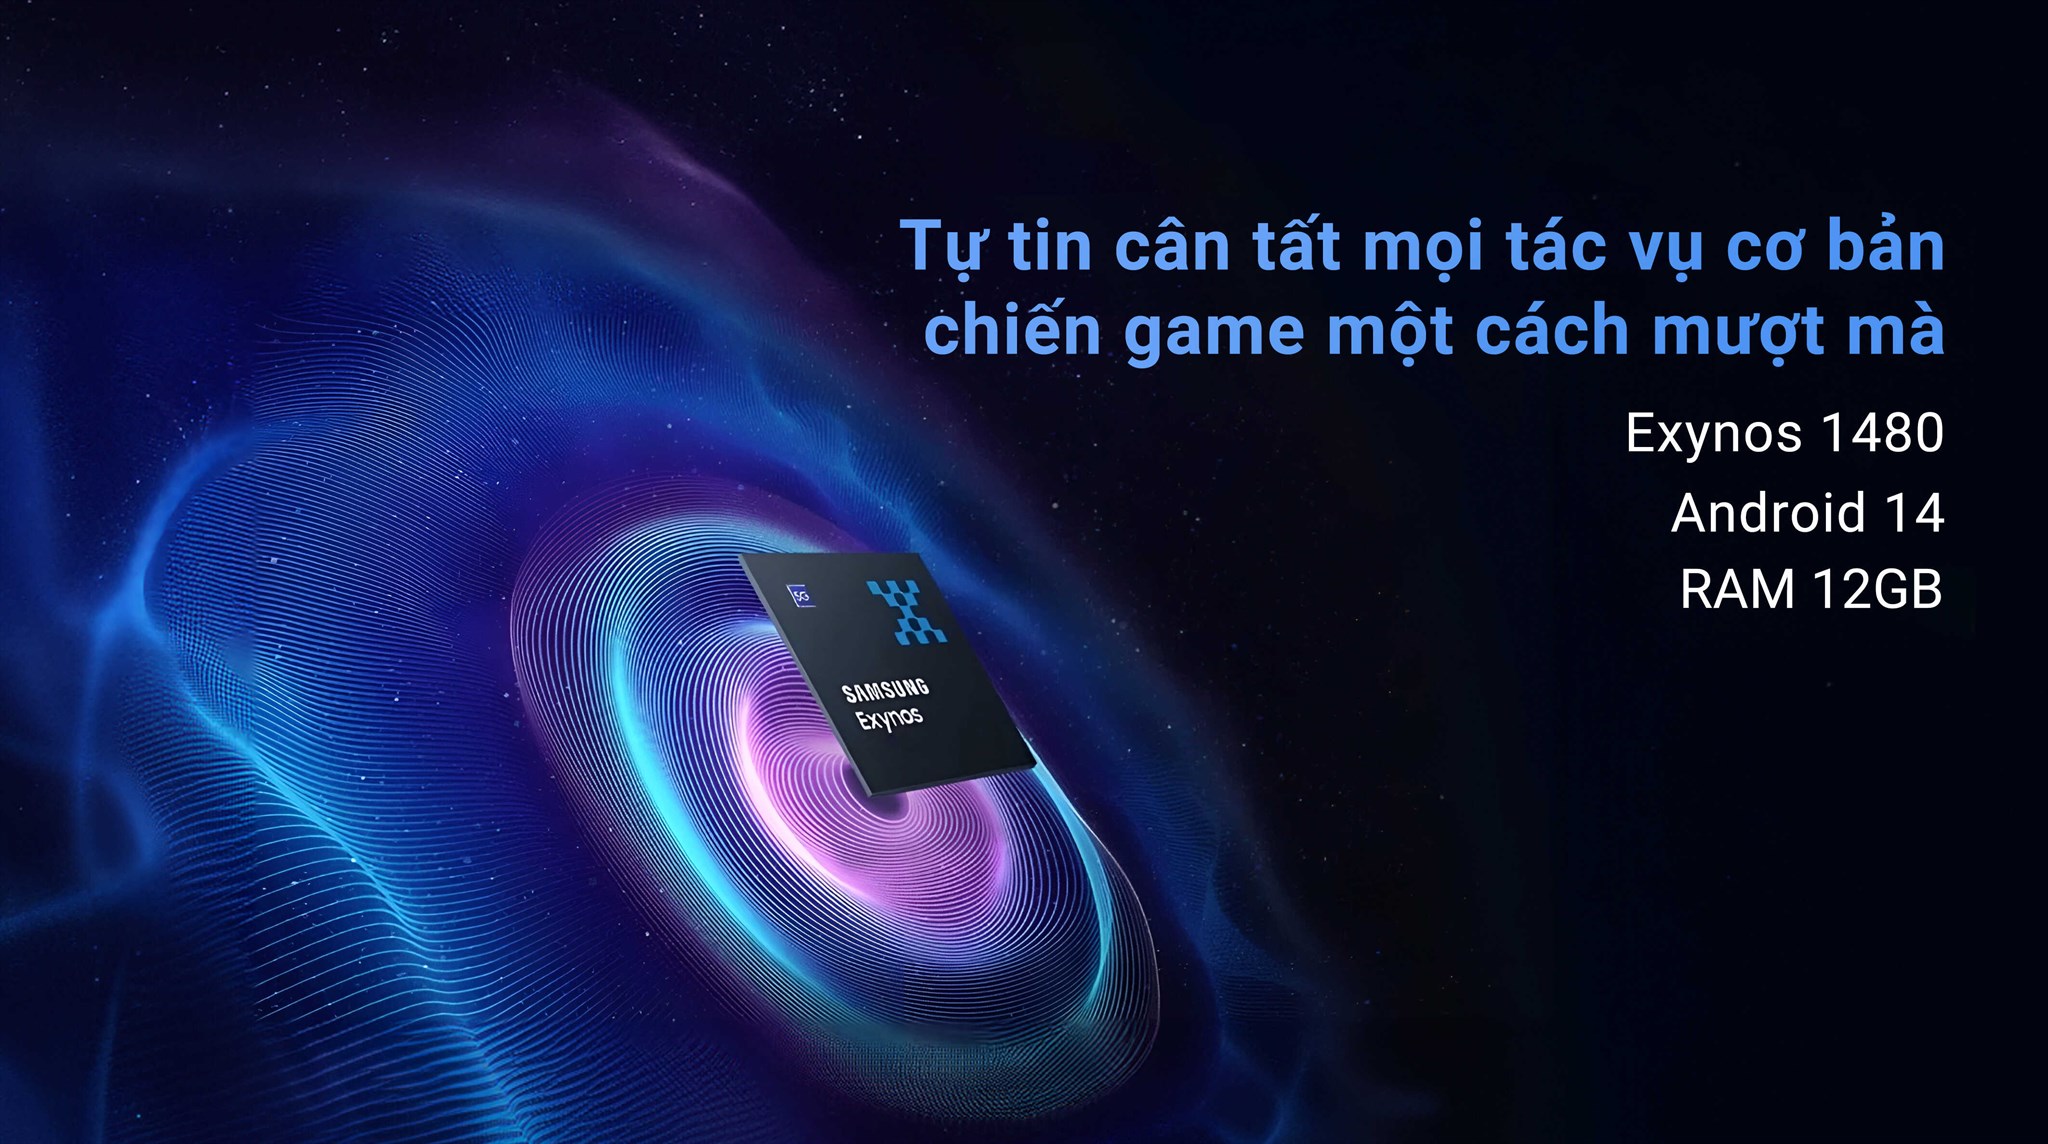 Tự tin cân tất mọi tác vụ cơ bản
chiến game một cách mượt mà
Exynos 1480
Android 14
RAM 12GB
5G
SAMSUNG
Exynos